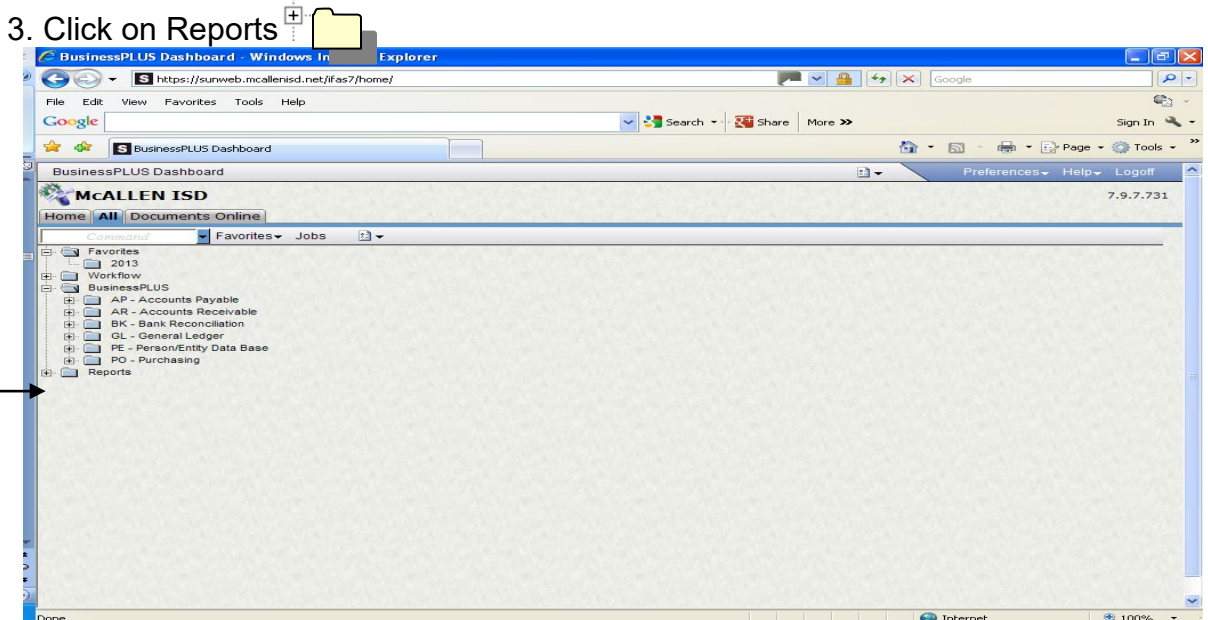 3. Click on Reports
BusinessPLUS Dashboard - Windows In Explorer
https://sunweb.mcallenisd.net/ifas7/home/
Google
File Edit View Favorites Tools Help
Google Search Share More >> Sign In
BusinessPLUS Dashboard Page Tools
BusinessPLUS Dashboard Preferences Help Logoff
McALLEN ISD 7.9.7.731
Home All Documents Online
Command Favorites Jobs
Favorites
2013
Workflow
BusinessPLUS
AP - Accounts Payable
AR - Accounts Receivable
BK - Bank Reconciliation
GL - General Ledger
PE - Person/Entity Data Base
PO - Purchasing
Reports
Done Internet 100%